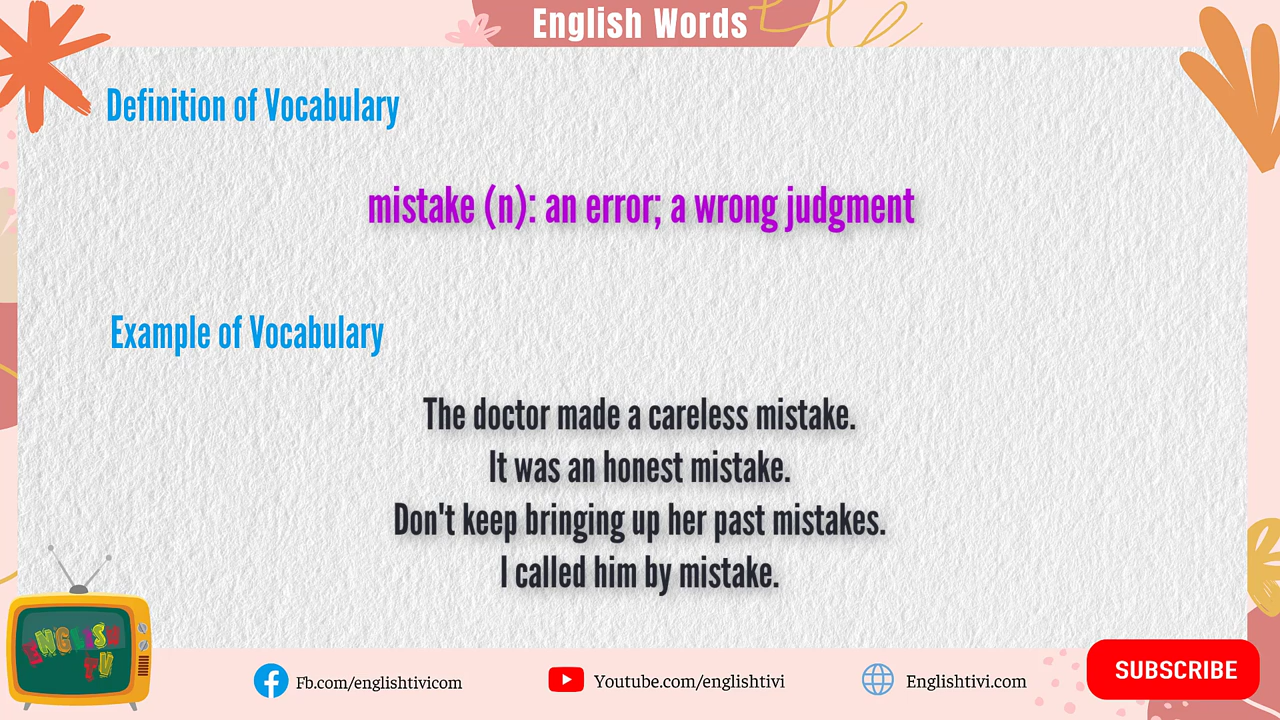 English Words
Definition of Vocabulary
mistake (n): an error; a wrong judgment
Example of Vocabulary
The doctor made a careless mistake.
It was an honest mistake.
Don't keep bringing up her past mistakes.
I called him by mistake.
ENGLISH
TV
Fb.com/englishtivicom
Youtube.com/englishtivi
Englishtivi.com
SUBSCRIBE